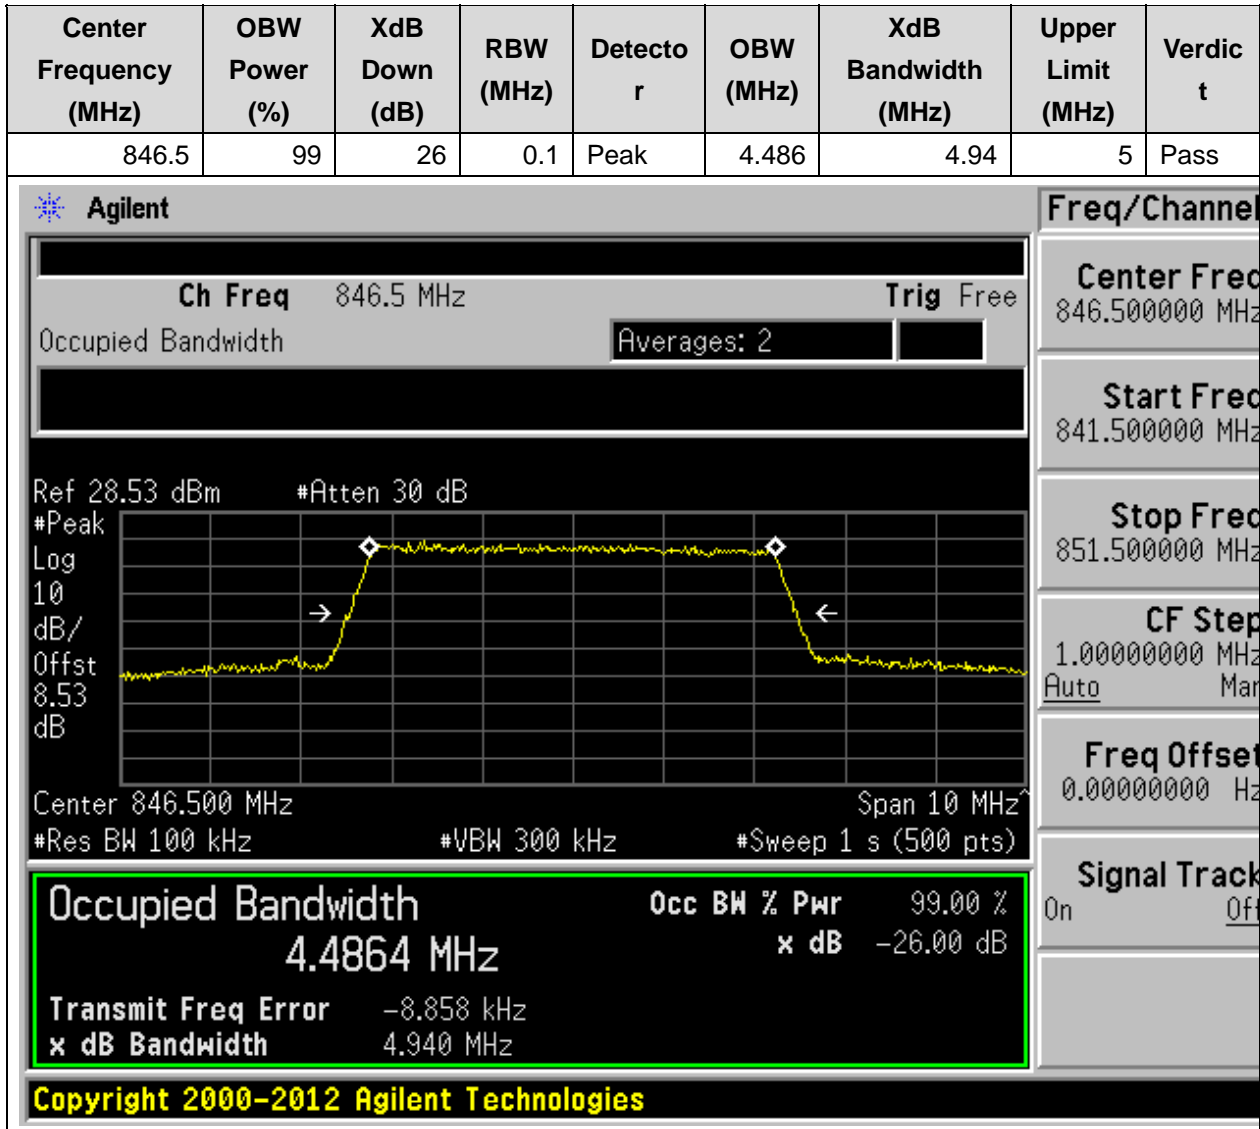 Center Frequency (MHz) OBW Power (%) XdB Down (dB) RBW (MHz) Detector OBW (MHz) XdB Bandwidth (MHz) Upper Limit (MHz) Verdict
846.5 99 26 0.1 Peak 4.486 4.94 5 Pass
Agilent
Ch Freq 846.5 MHz Trig Free
Occupied Bandwidth Averages: 2
Ref 28.53 dBm #Atten 30 dB
#Peak
Log
10
dB/
Offst
8.53
dB
Center 846.500 MHz Span 10 MHz^
#Res BW 100 kHz #VBW 300 kHz #Sweep 1 s (500 pts)
Occupied Bandwidth Occ BW % Pwr 99.00 %
4.4864 MHz x dB -26.00 dB
Transmit Freq Error -8.858 kHz
x dB Bandwidth 4.940 MHz
Copyright 2000-2012 Agilent Technologies
Freq/Channel
Center Freq
846.500000 MHz
Start Freq
841.500000 MHz
Stop Freq
851.500000 MHz
CF Step
1.00000000 MHz
Auto Man
Freq Offset
0.00000000 Hz
Signal Track
On Off